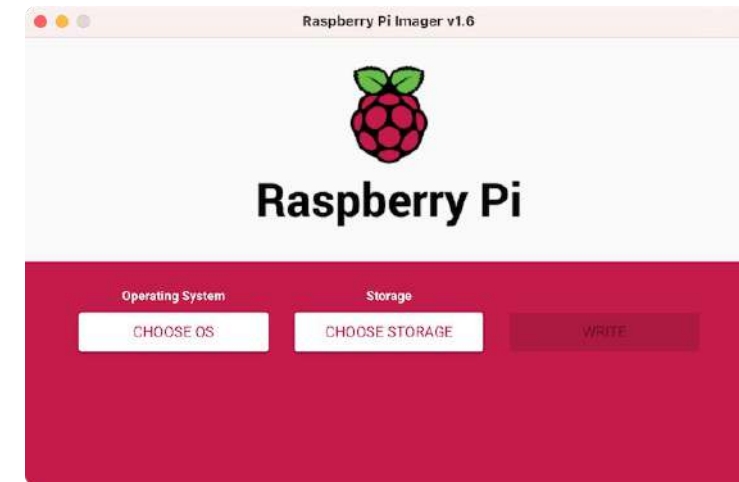 Raspberry Pi Imager v1.6
Raspberry Pi
Operating System
Storage
CHOOSE OS
CHOOSE STORAGE
WRITE